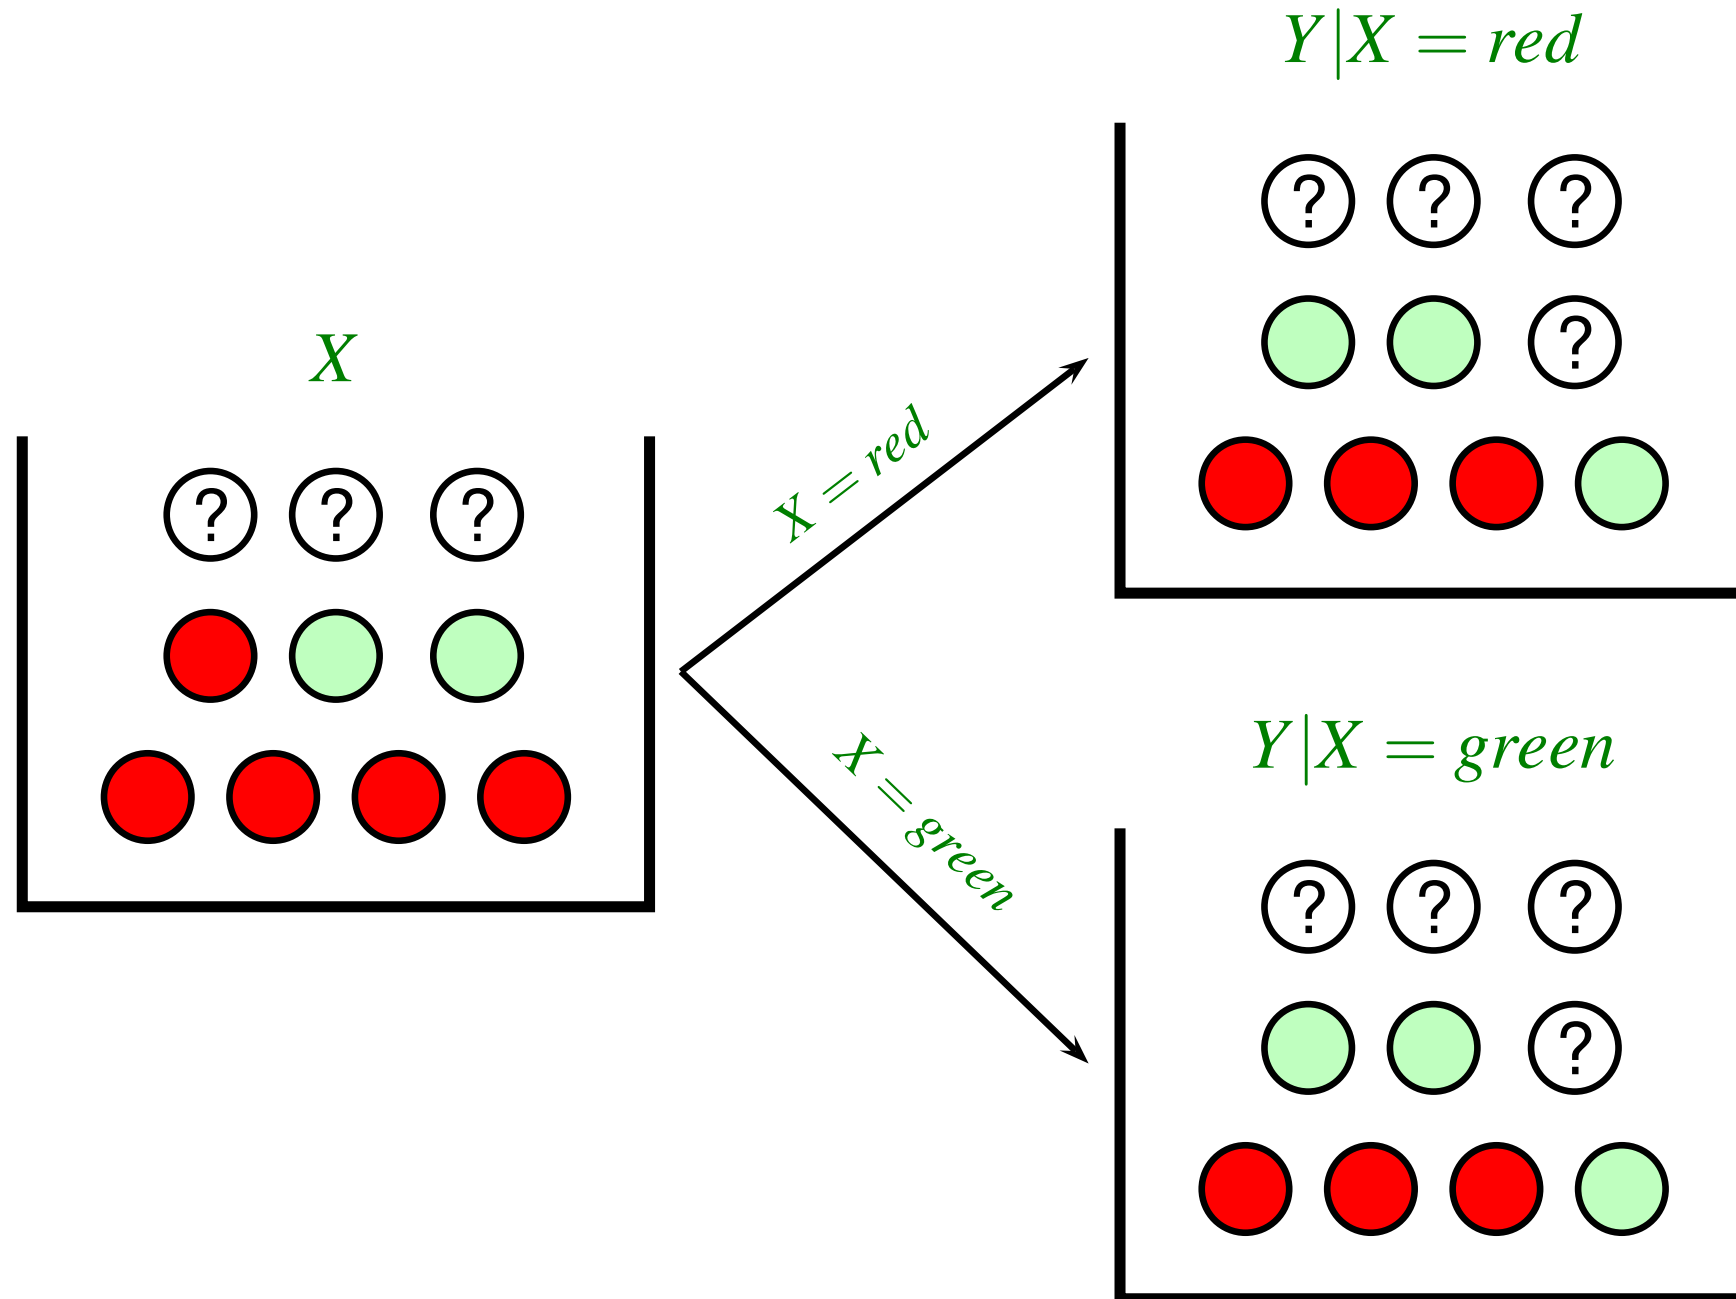 X
? ? ?
X = red
X = green
Y|X = red
? ? ?
?
Y|X = green
? ? ?
?